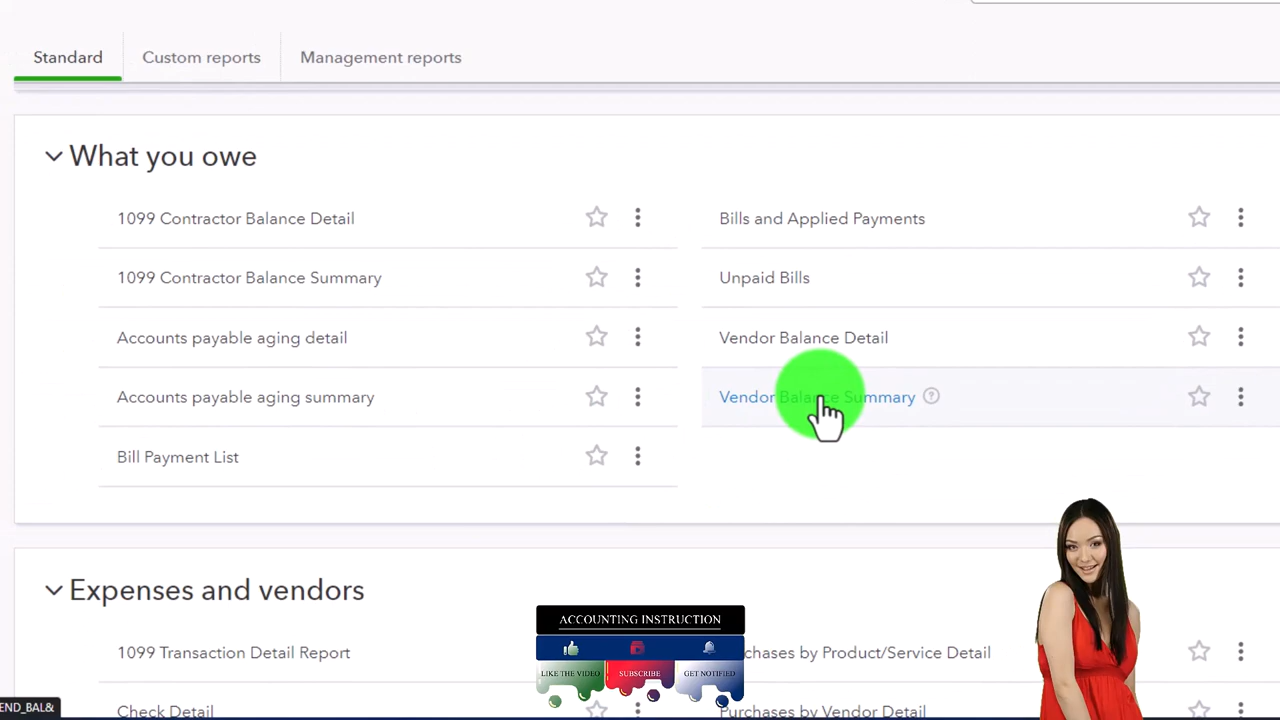 Standard
Custom reports
Management reports
What you owe
1099 Contractor Balance Detail
Bills and Applied Payments
1099 Contractor Balance Summary
Unpaid Bills
Accounts payable aging detail
Vendor Balance Detail
Accounts payable aging summary
Vendor Balance Summary
Bill Payment List
Expenses and vendors
1099 Transaction Detail Report
chases by Product/Service Detail
Check Detail
Purchases by Vendor Detail
ACCOUNTING INSTRUCTION
LIKE THE VIDEO
SUBSCRIBE
GET NOTIFIED
END_BAL&